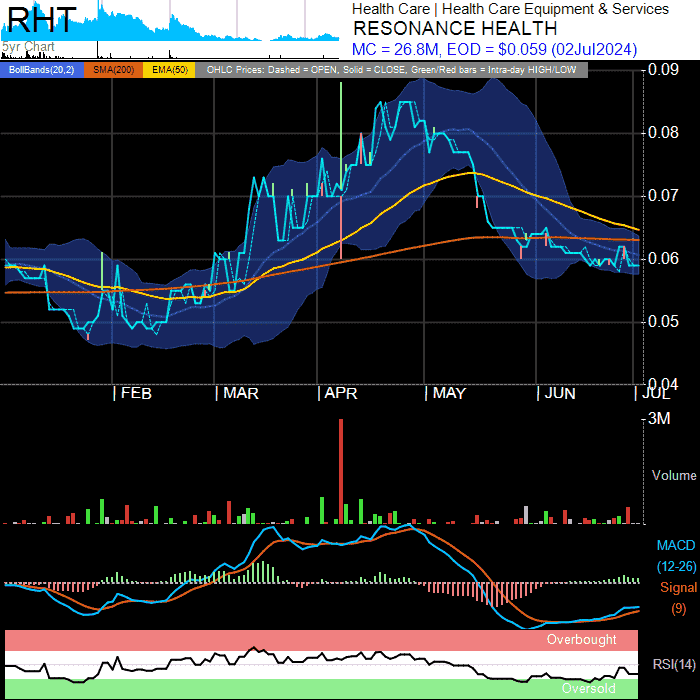 RHT
5yr Chart
Health Care | Health Care Equipment & Services
RESONANCE HEALTH
MC = 26.8M, EOD = $0.059 (02Jul2024)
BollBands(20,2) SMA(200) EMA(50) OHLC Prices: Dashed = OPEN, Solid = CLOSE, Green/Red bars = Intra-day HIGH/LOW
0.09
0.08
0.07
0.06
0.05
0.04
| FEB | MAR | APR | MAY | JUN | JUL
3M
Volume
MACD
(12-26)
Signal
(9)
Overbought
RSI(14)
Oversold